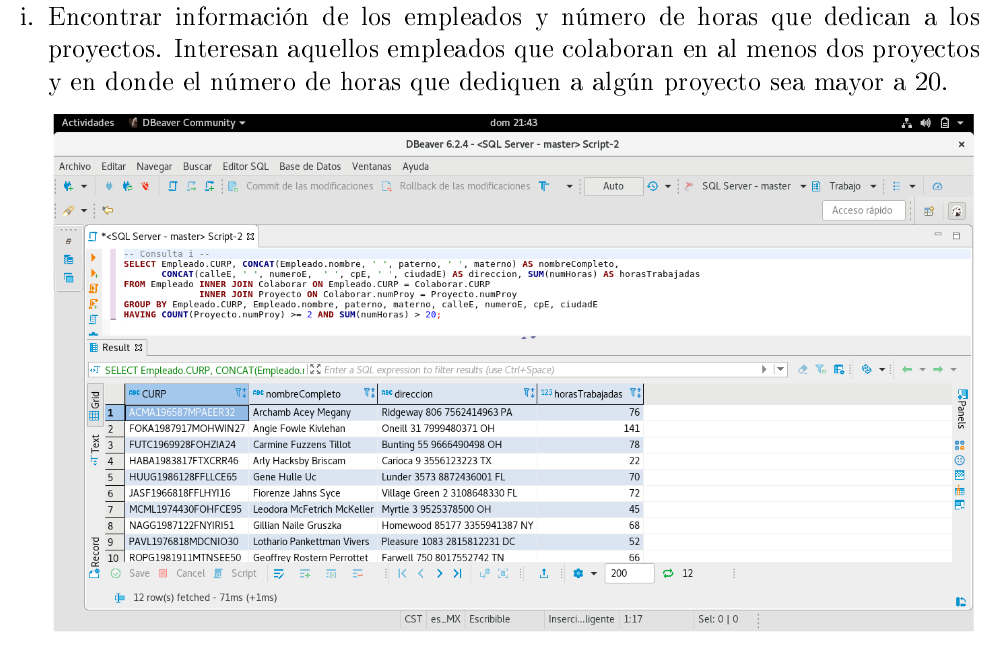 i. Encontrar información de los empleados y número de horas que dedican a los
proyectos. Interesan aquellos empleados que colaboran en al menos dos proyectos
y en donde el número de horas que dediquen a algún proyecto sea mayor a 20.
Actividades DBeaver Community dom 21:43
DBeaver 6.2.4 - <SQL Server - master> Script-2
Archivo Editar Navegar Buscar Editor SQL Base de Datos Ventanas Ayuda
Commit de las modificaciones Rollback de las modificaciones Auto SQL Server - master Trabajo
Acceso rápido
*<SQL Server - master> Script-2
-- Consulta i --
SELECT Empleado.CURP, CONCAT(Empleado.nombre, ' ', paterno, ' ', materno) AS nombreCompleto,
CONCAT(calleE, ' ', numeroE, ' ', cpE, ' ', ciudadE) AS direccion, SUM(numHoras) AS horasTrabajadas
FROM Empleado INNER JOIN Colaborar ON Empleado.CURP = Colaborar.CURP
INNER JOIN Proyecto ON Colaborar.numProy = Proyecto.numProy
GROUP BY Empleado.CURP, Empleado.nombre, paterno, materno, calleE, numeroE, cpE, ciudadE
HAVING COUNT(Proyecto.numProy) >= 2 AND SUM(numHoras) > 20;
Result
SELECT Empleado.CURP, CONCAT(Empleado.i Enter a SQL expression to filter results (use Ctrl+Space)
Grid
Text
Record
Panels
ABC CURP ABC nombreCompleto ABC direccion 123 horasTrabajadas
1 ACMA196587MPAEER32 Archamb Acey Megany Ridgeway 806 7562414963 PA 76
2 FOKA1987917MOHWIN27 Angie Fowle Kivlehan Oneill 31 7999480371 OH 141
3 FUTC1969928FOHZIA24 Carmine Fuzzens Tillot Bunting 55 9666490498 OH 78
4 HABA1983817FTXCRR46 Arly Hacksby Briscam Carioca 9 3556123223 TX 22
5 HUUG1986128FFLLCE65 Gene Hulle Uc Lunder 3573 8872436001 FL 70
6 JASF1966818FFLHYI16 Florenze Jahns Syce Village Green 2 3108648330 FL 72
7 MCML1974430FOHFCE95 Leodora McFetrich McKeller Myrtle 3 9525378500 OH 45
8 NAGG1987122FNYIRI51 Gillian Naile Gruszka Homewood 85177 3355941387 NY 68
9 PAVL1976818MDCNIO30 Lothario Pankettman Vivers Pleasure 1083 2815812231 DC 52
10 ROPG1981911MTNSEE50 Geoffrey Rostern Perrottet Farwell 750 8017552742 TN 66
Save Cancel Script 200 12
12 row(s) fetched - 71ms (+1ms)
CST es_MX Escribible Inserci...ligente 1:17 Sel: 0 | 0